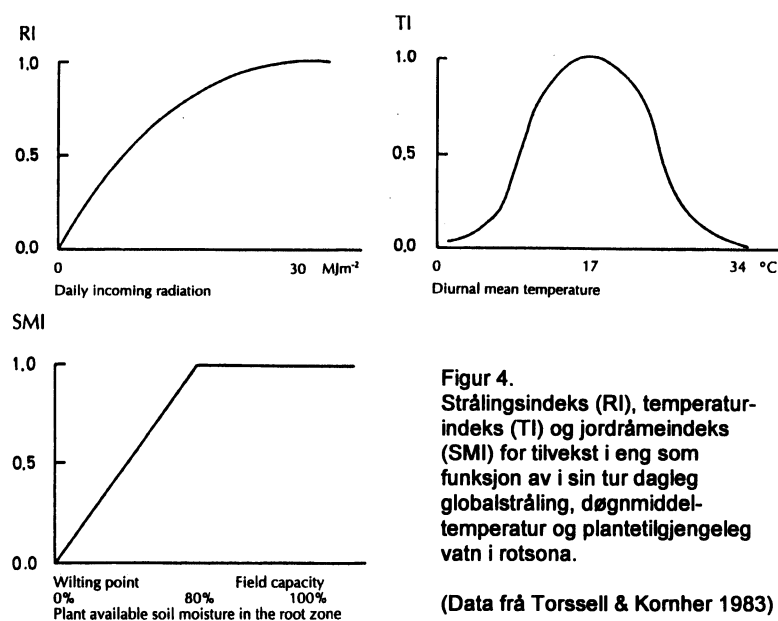 RI
1.0
0.5
0.0
0 30 MJm-2
Daily incoming radiation
TI
1.0
0.5
0.0
0 17 34 °C
Diurnal mean temperature
SMI
1.0
0.5
0.0
Wilting point Field capacity
0% 80% 100%
Plant available soil moisture in the root zone
Figur 4.
Strålingsindeks (RI), temperatur-
indeks (TI) og jordråmeindeks
(SMI) for tilvekst i eng som
funksjon av i sin tur dagleg
globalstråling, døgnmiddel-
temperatur og plantetilgjengeleg
vatn i rotsona.
(Data frå Torssell & Kornher 1983)